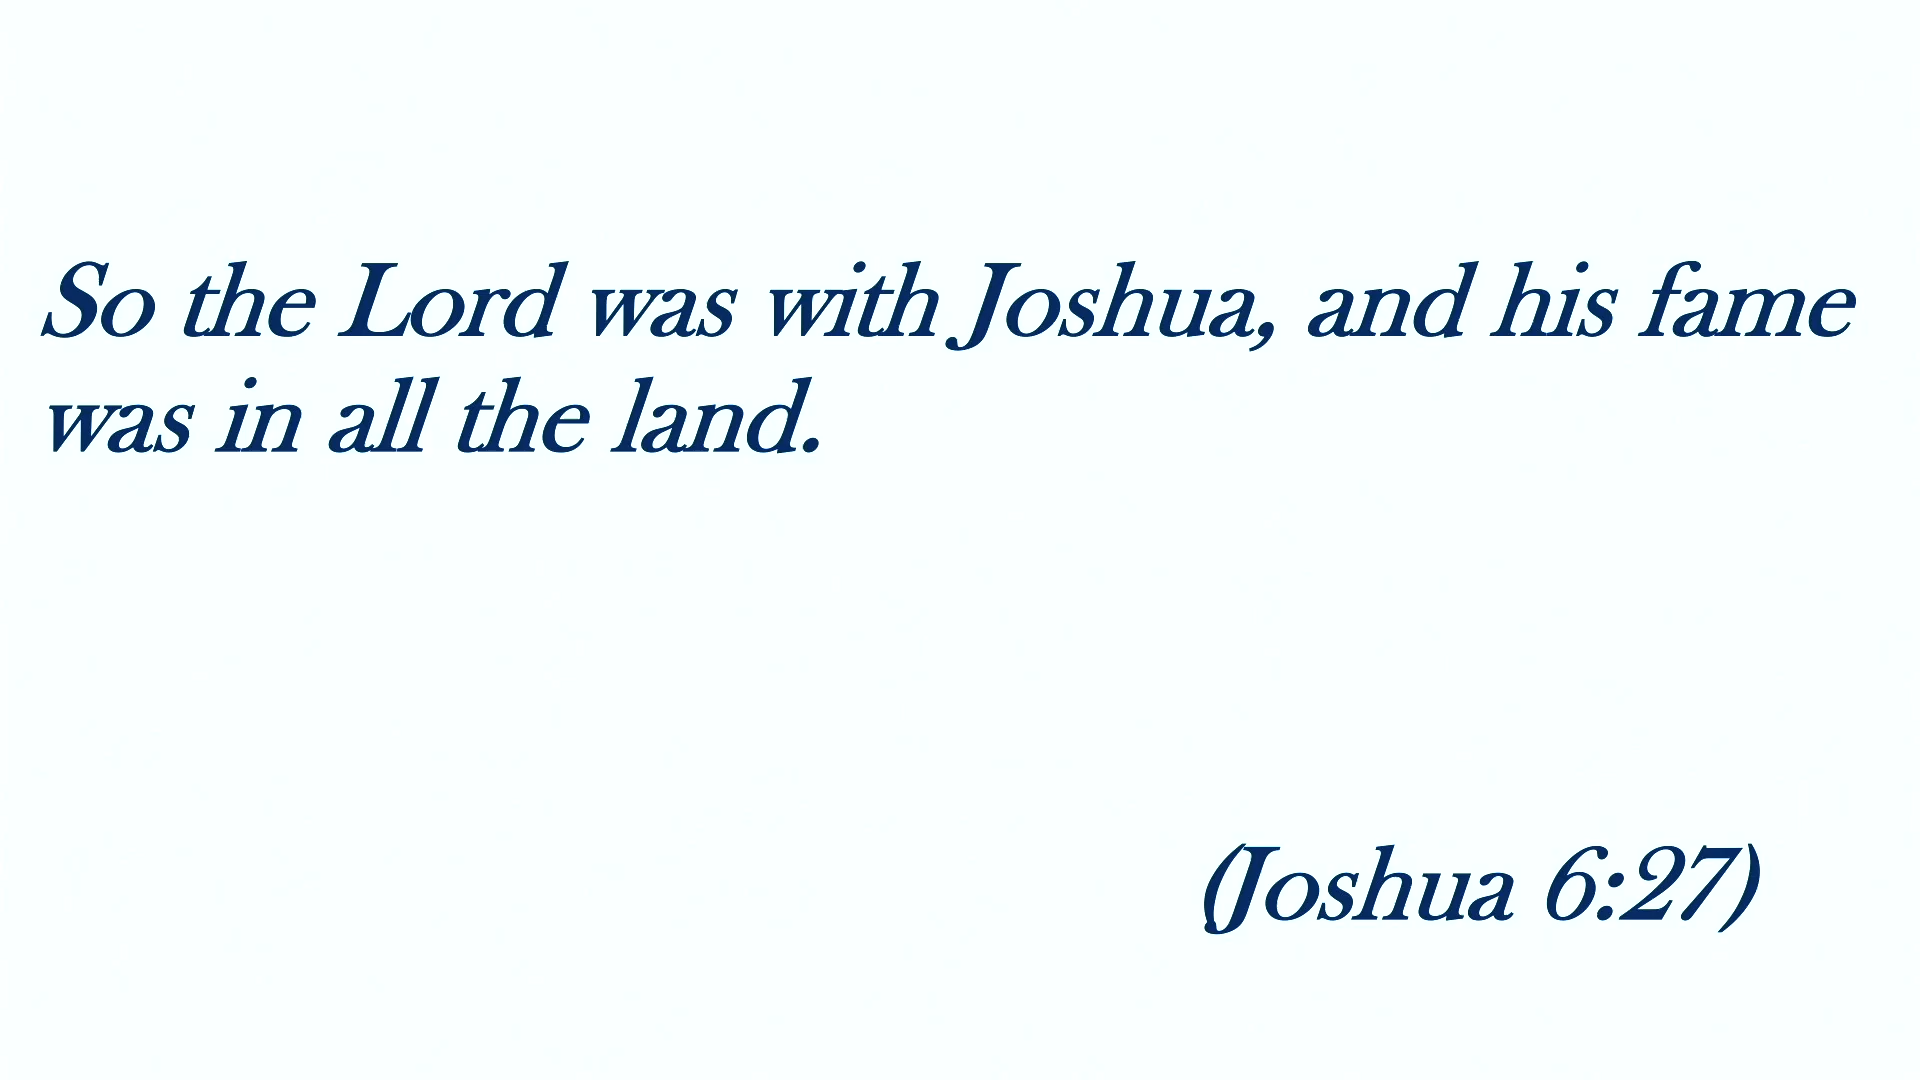 So the Lord was with Joshua, and his fame
was in all the land.
(Joshua 6:27)